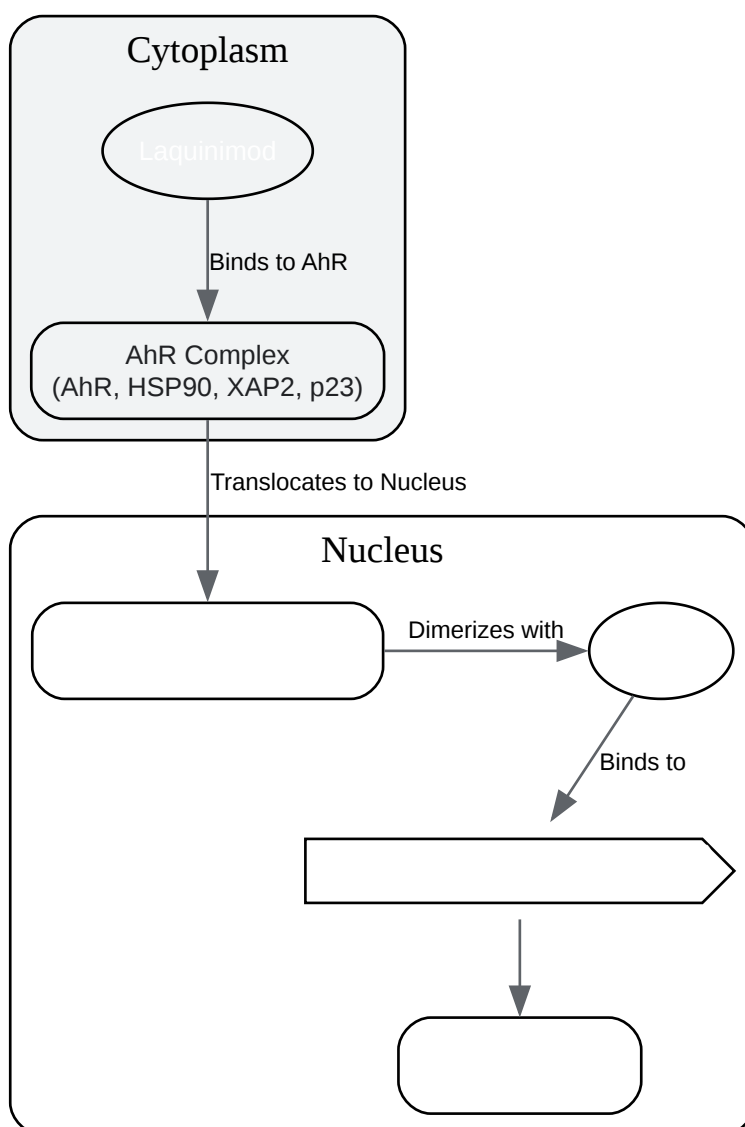 Cytoplasm
Laquinimod
Binds to AhR
AhR Complex
(AhR, HSP90, XAP2, p23)
Translocates to Nucleus
Nucleus
Dimerizes with
Binds to